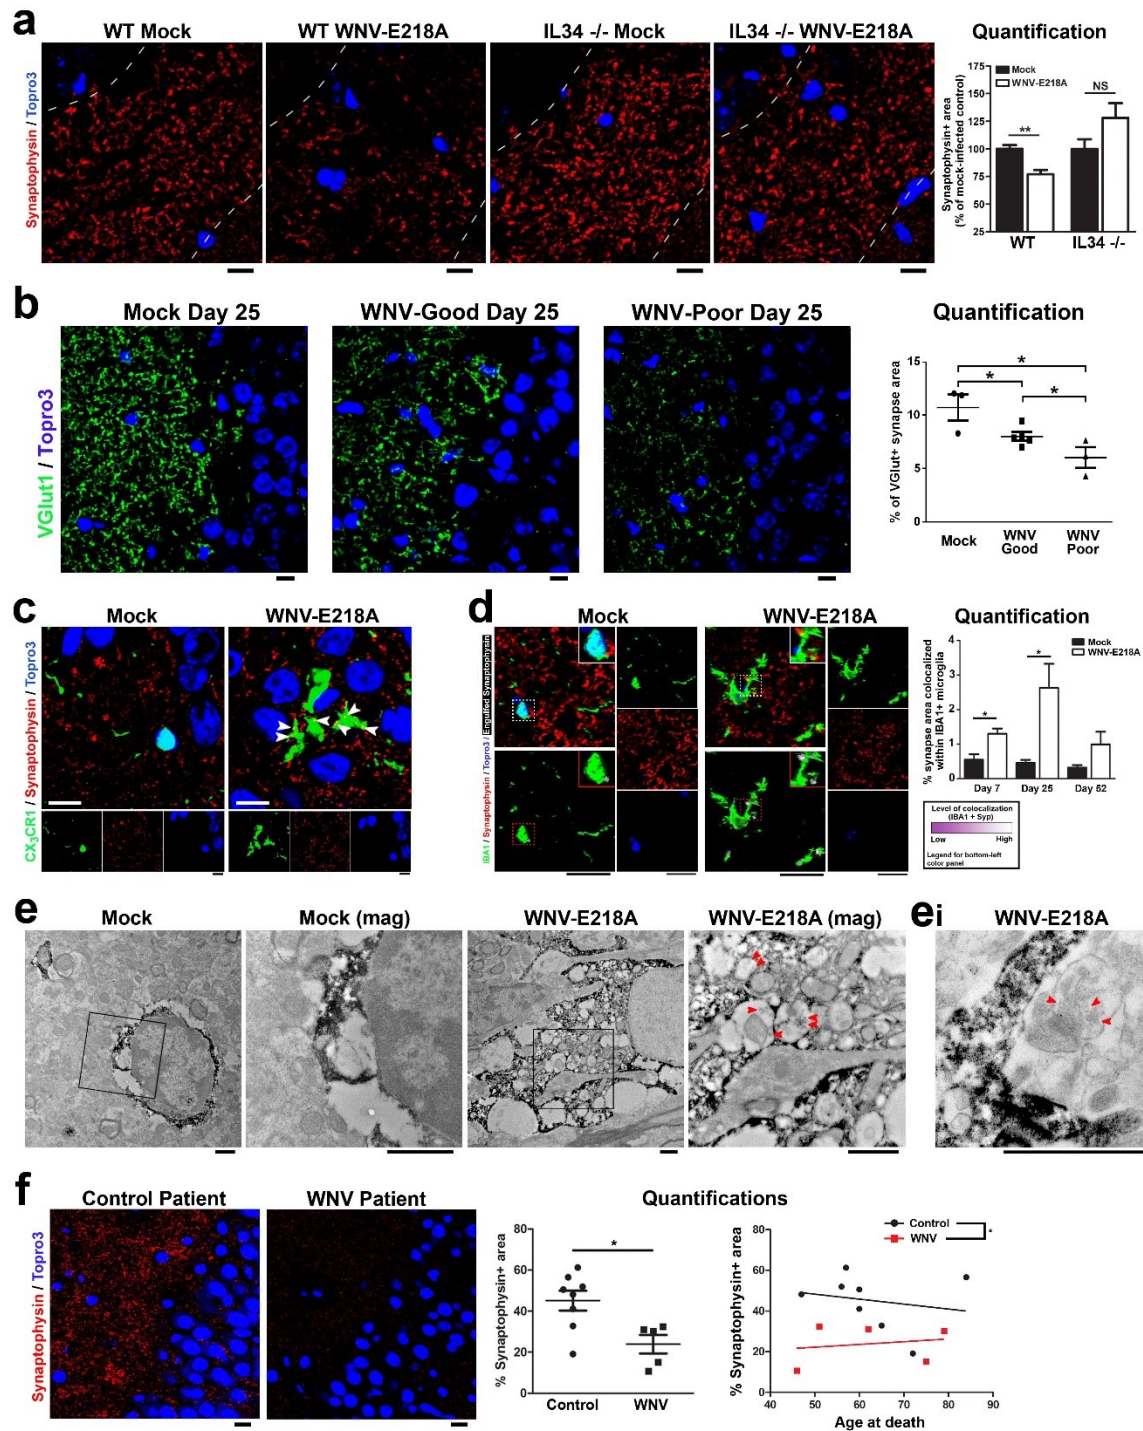 a
WT Mock
WT WNV-E218A
IL34 -/- Mock
IL34 -/- WNV-E218A
Quantification
Synaptophysin / Topro3
Synaptophysin+ area
(% of mock-infected control)
175
150
125
100
75
50
25
Mock
WNV-E218A
**
NS
WT
IL34 -/-
b
Mock Day 25
WNV-Good Day 25
WNV-Poor Day 25
Quantification
VGlut1 / Topro3
% of VGlut+ synapse area
15
10
5
0
*
*
*
Mock
WNV
Good
WNV
Poor
c
Mock
WNV-E218A
CX3CR1 / Synaptophysin / Topro3
d
Mock
WNV-E218A
Quantification
IBA1 / Synaptophysin / Topro3 / Engulfed Synaptophysin
% synapse area colocalized
within IBA1+ microglia
4
3
2
1
0
Mock
WNV-E218A
*
*
Day 7
Day 25
Day 52
Level of colocalization
(IBA1 + Syp)
Low
High
Legend for bottom-left
color panel
e
Mock
Mock (mag)
WNV-E218A
WNV-E218A (mag)
ei
WNV-E218A
f
Control Patient
WNV Patient
Quantifications
Synaptophysin / Topro3
% Synaptophysin+ area
80
60
40
20
0
*
Control
WNV
% Synaptophysin+ area
80
60
40
20
0
Control
WNV
*
40
50
60
70
80
90
Age at death